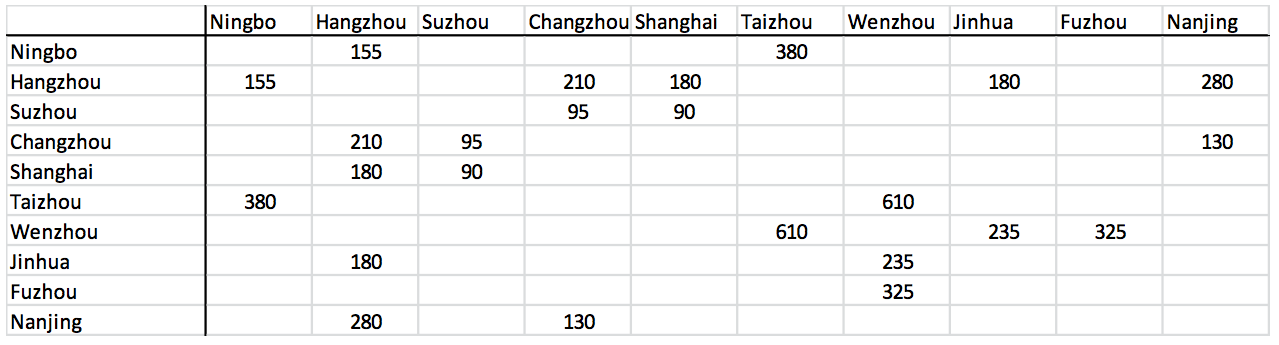 Ningbo Hangzhou Suzhou Changzhou Shanghai Taizhou Wenzhou Jinhua Fuzhou Nanjing
Ningbo 155 380
Hangzhou 155 210 180 180 280
Suzhou 95 90
Changzhou 210 95 130
Shanghai 180 90
Taizhou 380 610
Wenzhou 610 235 325
Jinhua 180 235
Fuzhou 325
Nanjing 280 130